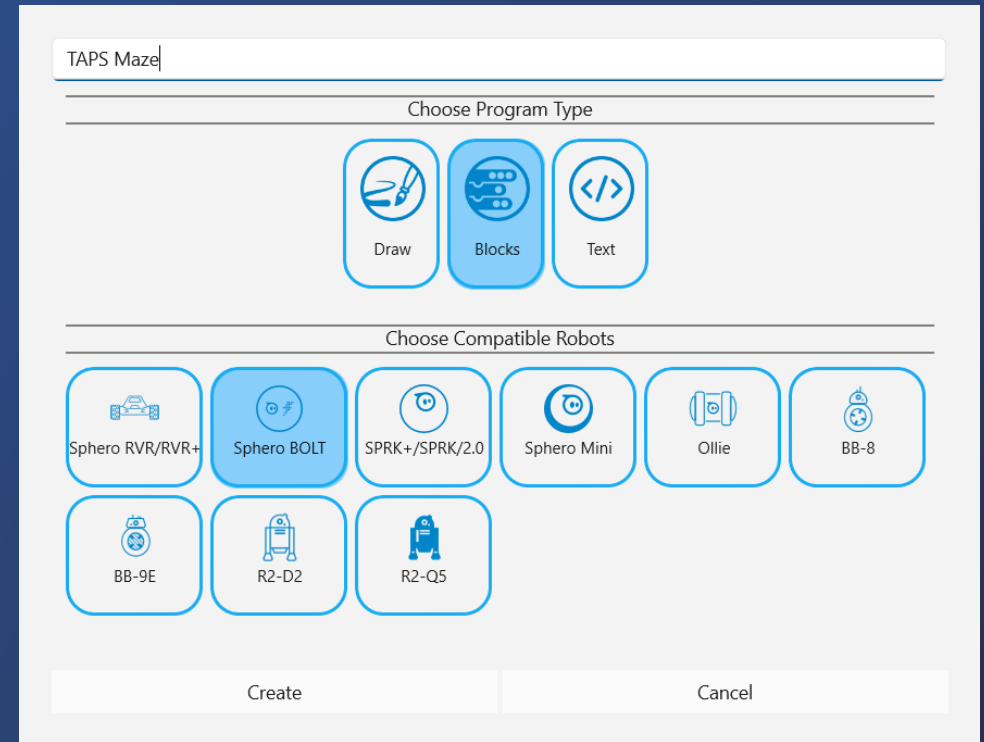 TAPS Maze
Choose Program Type
Draw Blocks Text
Choose Compatible Robots
Sphero RVR/RVR+ Sphero BOLT SPRK+/SPRK/2.0 Sphero Mini Ollie BB-8
BB-9E R2-D2 R2-Q5
Create Cancel